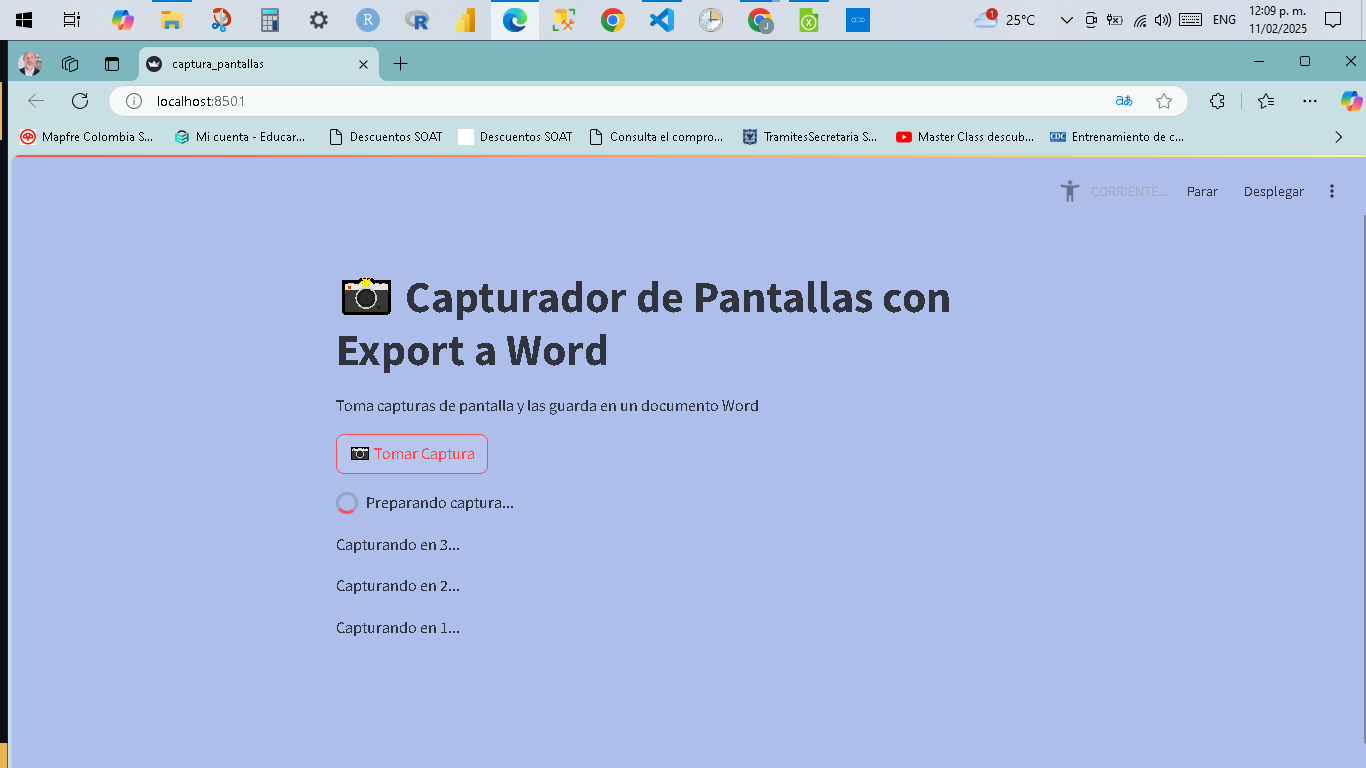 25°C
ENG
12:09 p. m.
11/02/2025
1
captura_pantallas
localhost:8501
aあ
Mapfre Colombia S...
Mi cuenta - Educar...
Descuentos SOAT
Descuentos SOAT
Consulta el compro...
TramitesSecretaria S...
Master Class descub...
CDC
Entrenamiento de c...
CORRIENTE...
Parar
Desplegar
Capturador de Pantallas con
Export a Word
Toma capturas de pantalla y las guarda en un documento Word
Tomar Captura
Preparando captura...
Capturando en 3...
Capturando en 2...
Capturando en 1...